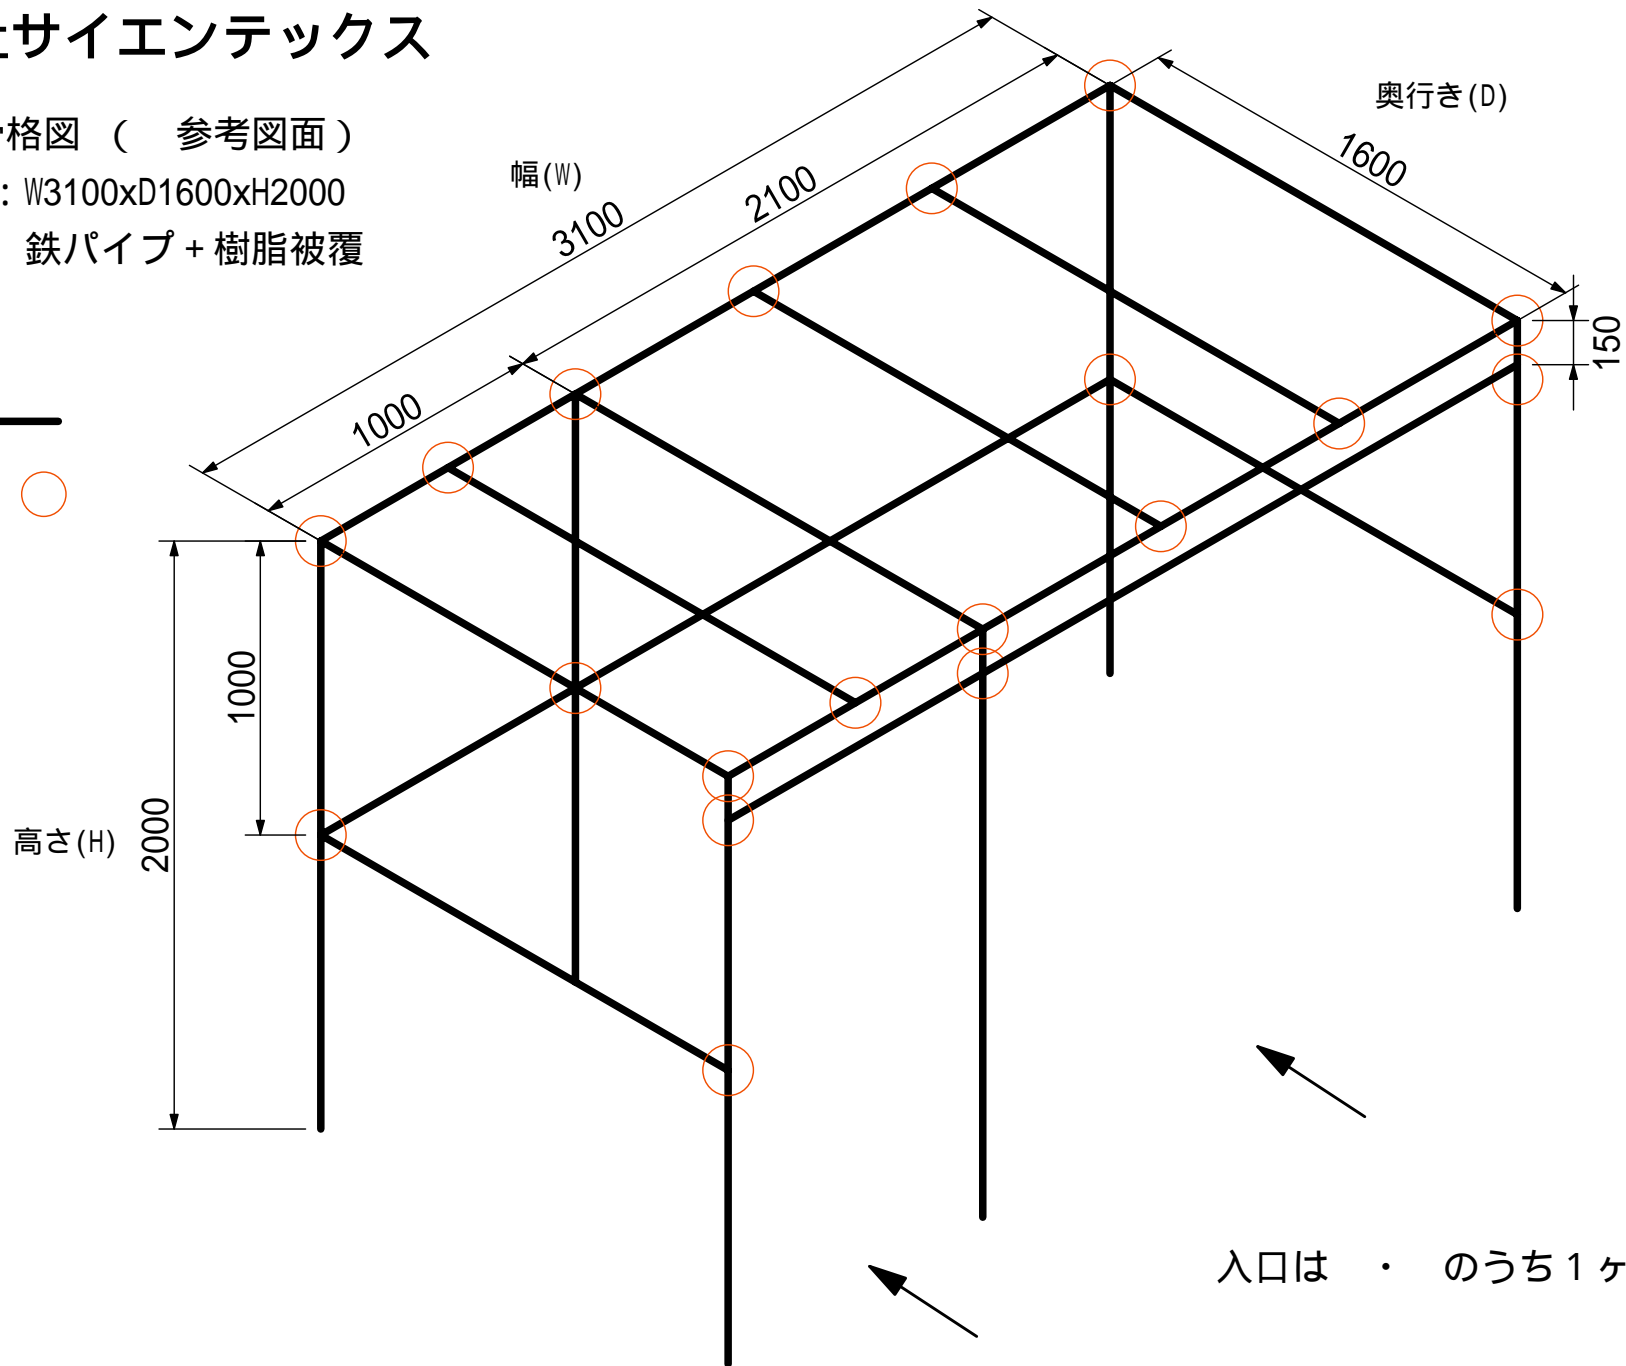 サイエンテックス
格図 ( 参考図面 )
: W3100xD1600xH2000
鉄パイプ + 樹脂被覆
幅(W)
奥行き(D)
3100
2100
1000
1600
150
1000
2000
高さ(H)
入口は ・ のうち 1 ヶ